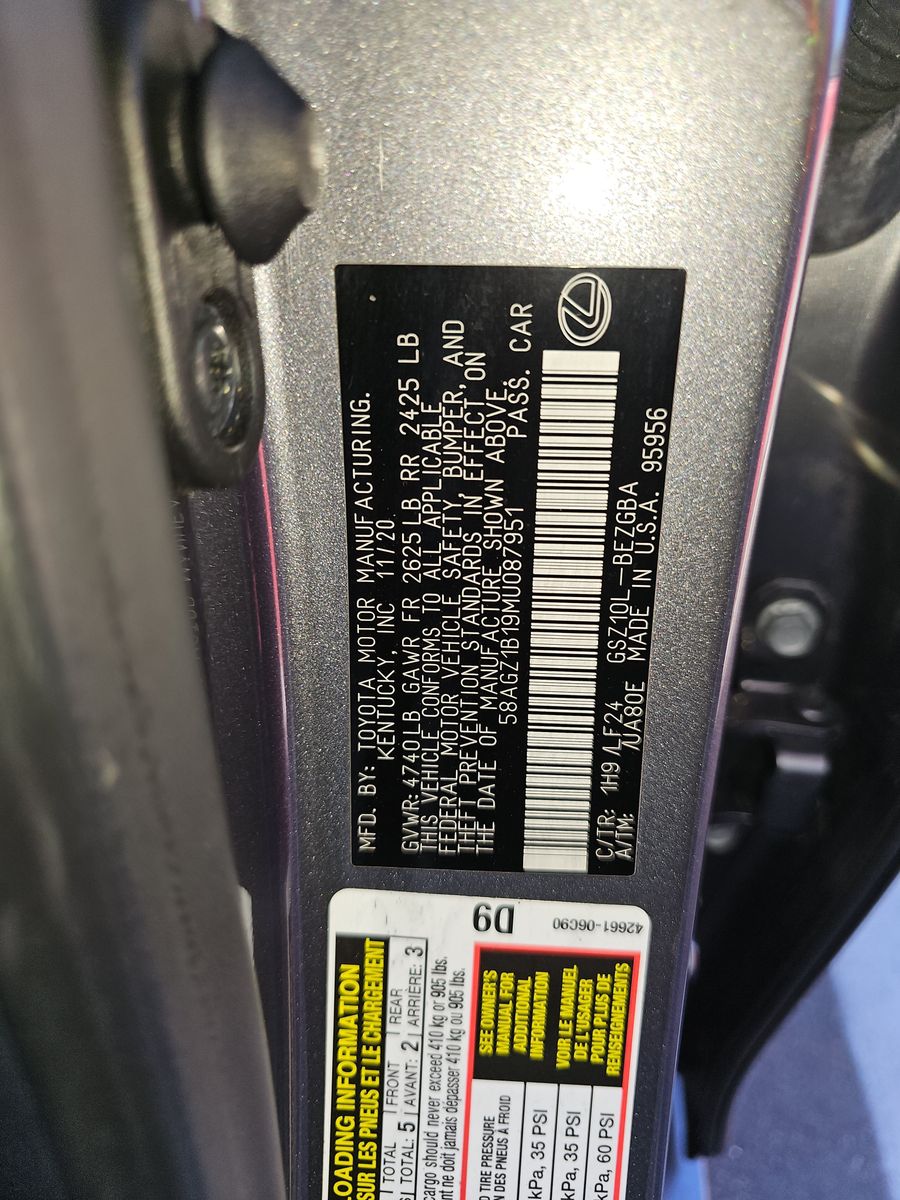 MFD. BY: TOYOTA MOTOR MANUFACTURING.
KENTUCKY, INC 11/20
GVWR: 4740LB GAWR FR 2625LB RR 2425 LB
THIS VEHICLE CONFORMS TO ALL APPLICABLE
FEDERAL MOTOR VEHICLE SAFETY, BUMPER, AND
THEFT PREVENTION STANDARDS IN EFFECT ON
THE DATE OF MANUFACTURE SHOWN ABOVE.
58AGZ1B19MU087951 PASS. CAR
C/TR: 1H9 /LF24 GSZ10L-BEZGBA
A/TM: /UA80E MADE IN U.S.A. 95956
LOADING INFORMATION
SUR LES PNEUS ET LE CHARGEMENT
TOTAL FRONT REAR
TOTAL: 5 AVANT: 2 ARRIÈRE: 3
cargo should never exceed 410 kg or 905 lbs.
ne doit jamais dépasser 410 kg ou 905 lbs.
D9
42661-06C90
TIRE PRESSURE
DES PNEUS À FROID
kPa, 35 PSI
kPa, 35 PSI
kPa, 60 PSI
SEE OWNER'S
MANUAL FOR
ADDITIONAL
INFORMATION
VOIR LE MANUEL
DE L'USAGER
POUR PLUS DE
RENSEIGNEMENTS